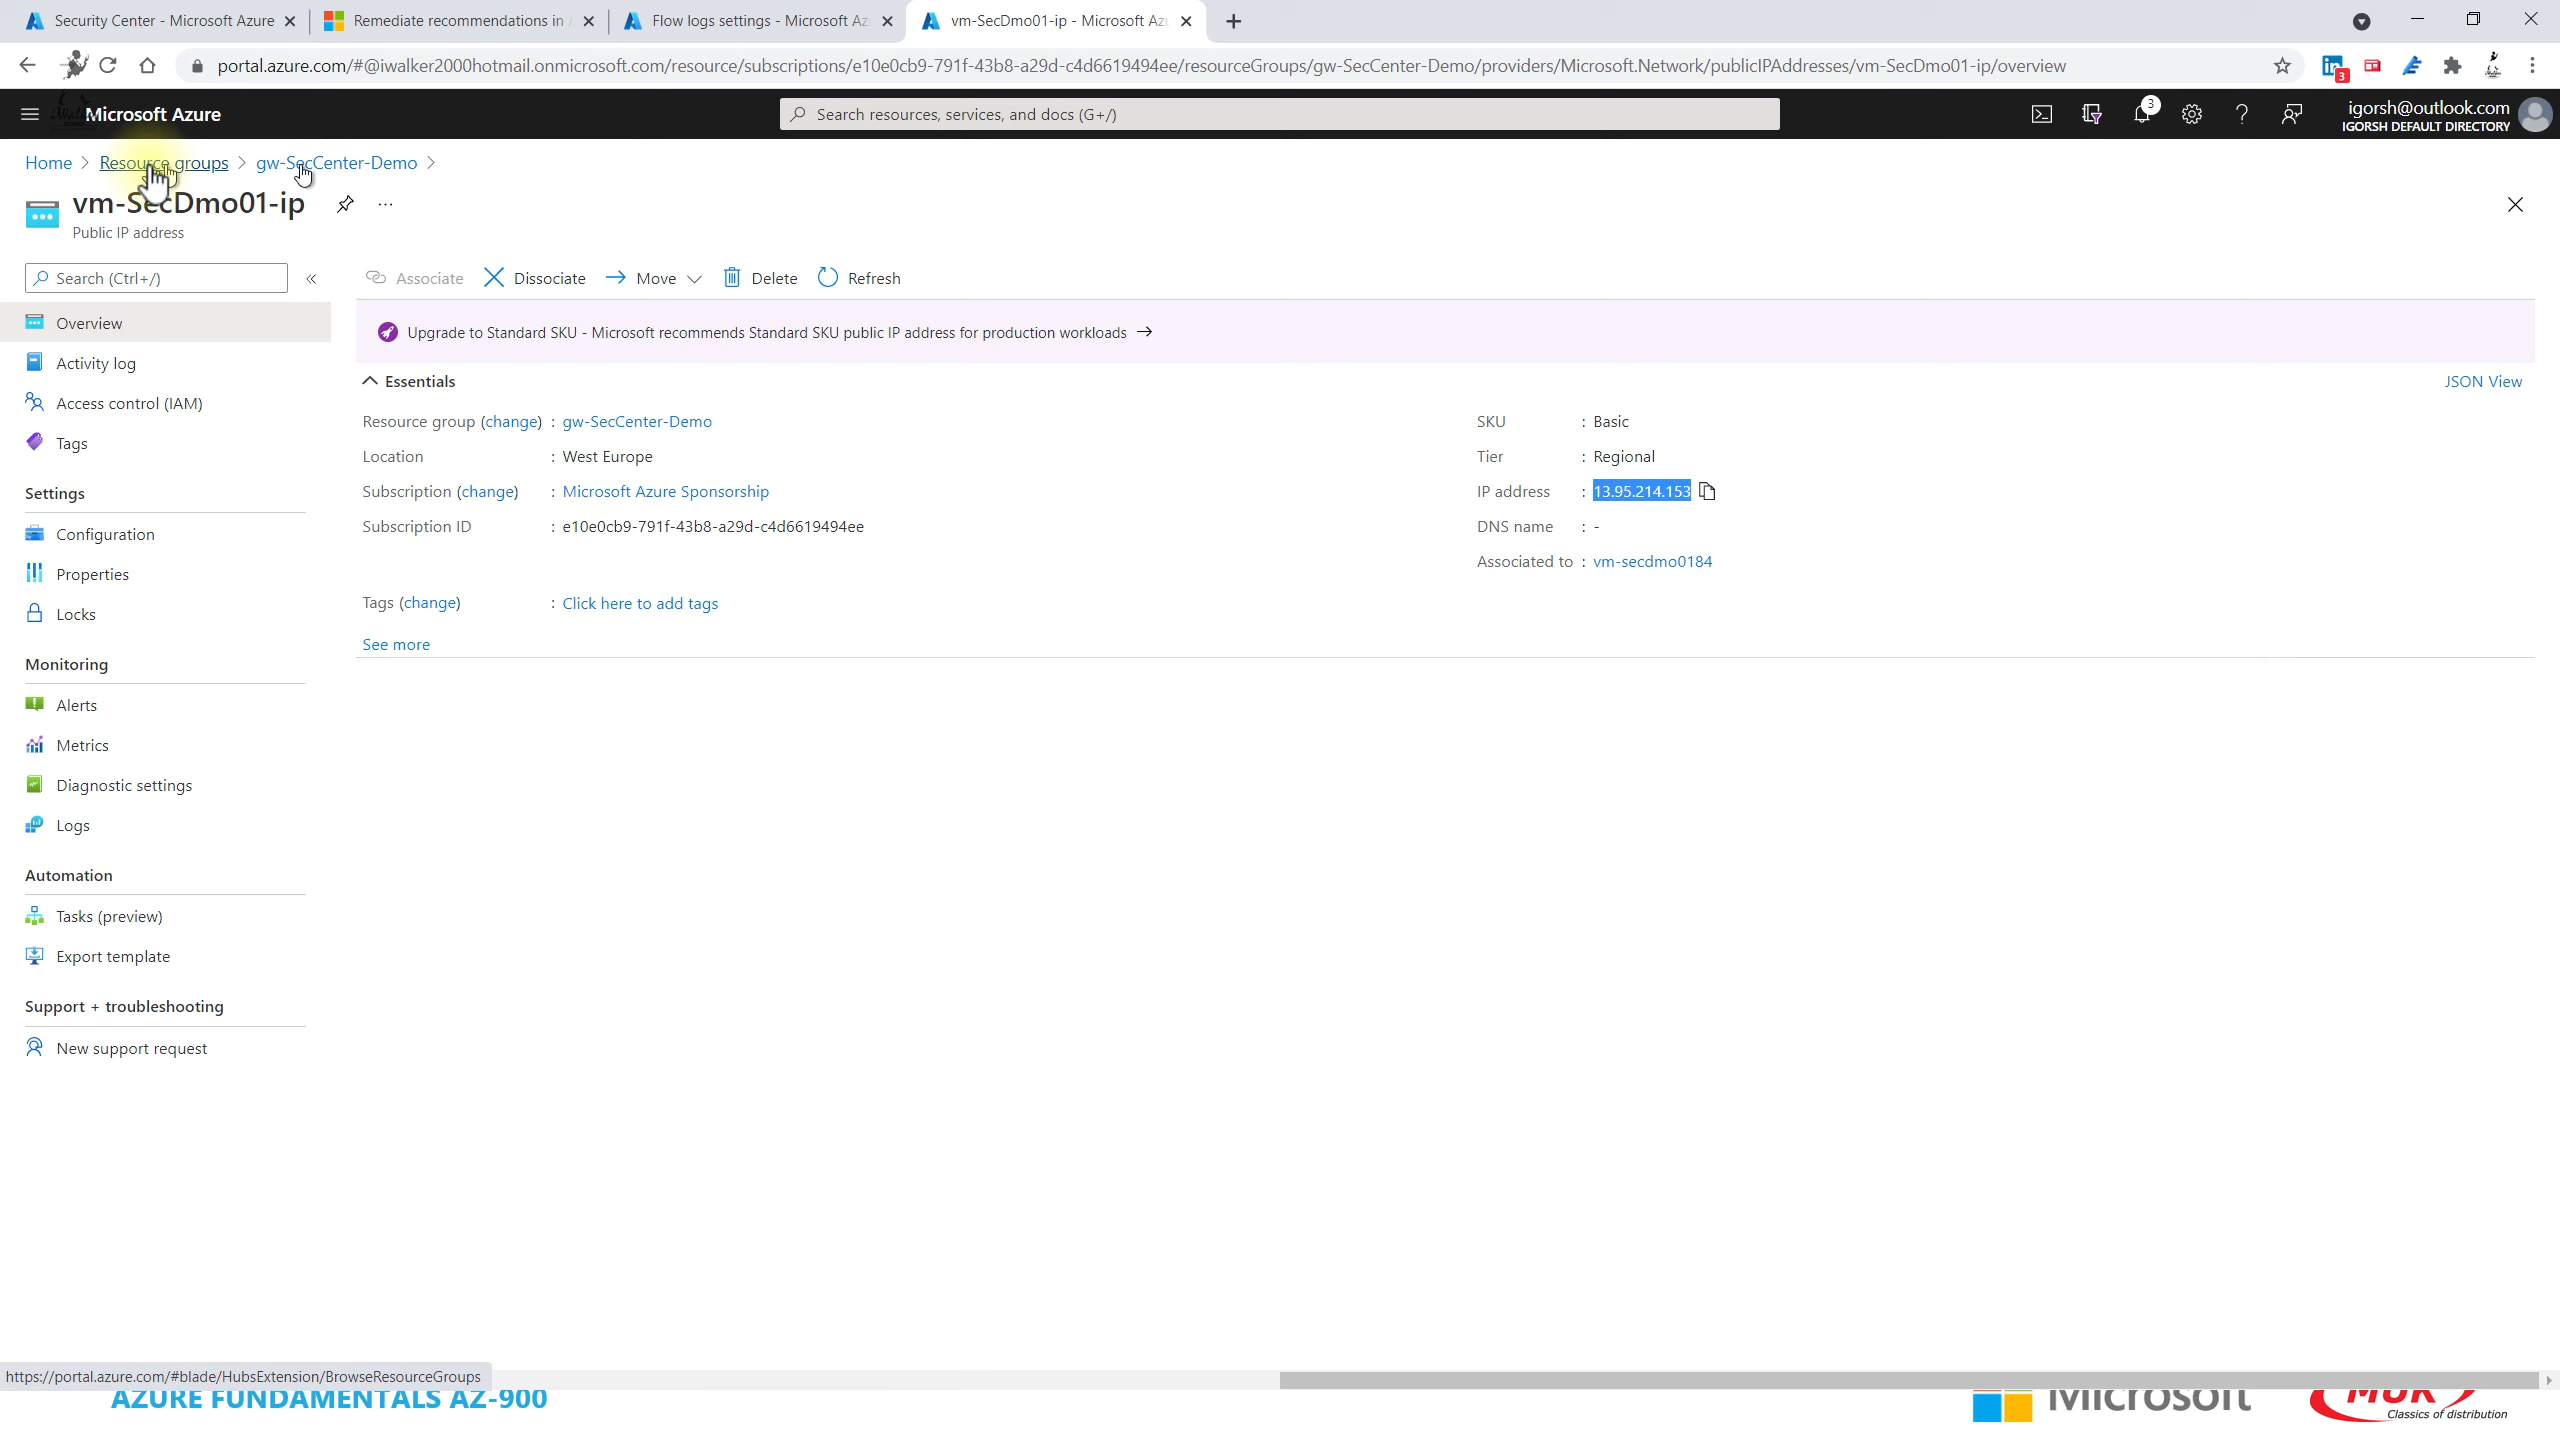 Security Center - Microsoft Azure
Remediate recommendations in
Flow logs settings - Microsoft Az
vm-SecDmo01-ip - Microsoft Az
portal.azure.com/#@iwalker2000hotmail.onmicrosoft.com/resource/subscriptions/e10e0cb9-791f-43b8-a29d-c4d6619494ee/resourceGroups/gw-SecCenter-Demo/providers/Microsoft.Network/publicIPAddresses/vm-SecDmo01-ip/overview
3
Microsoft Azure
Search resources, services, and docs (G+/)
3
igorsh@outlook.com
IGORSH DEFAULT DIRECTORY
Home > Resource groups > gw-SecCenter-Demo >
vm-SecDmo01-ip
Public IP address
Search (Ctrl+/)
«
Associate
Dissociate
Move
Delete
Refresh
Overview
Activity log
Access control (IAM)
Tags
Settings
Configuration
Properties
Locks
Monitoring
Alerts
Metrics
Diagnostic settings
Logs
Automation
Tasks (preview)
Export template
Support + troubleshooting
New support request
Upgrade to Standard SKU - Microsoft recommends Standard SKU public IP address for production workloads →
Essentials
JSON View
Resource group (change) : gw-SecCenter-Demo
Location : West Europe
Subscription (change) : Microsoft Azure Sponsorship
Subscription ID : e10e0cb9-791f-43b8-a29d-c4d6619494ee
SKU : Basic
Tier : Regional
IP address : 13.95.214.153
DNS name : -
Associated to : vm-secdmo0184
Tags (change) : Click here to add tags
See more
https://portal.azure.com/#blade/HubsExtension/BrowseResourceGroups
AZURE FUNDAMENTALS AZ-900
Microsoft
MUK
Classics of distribution